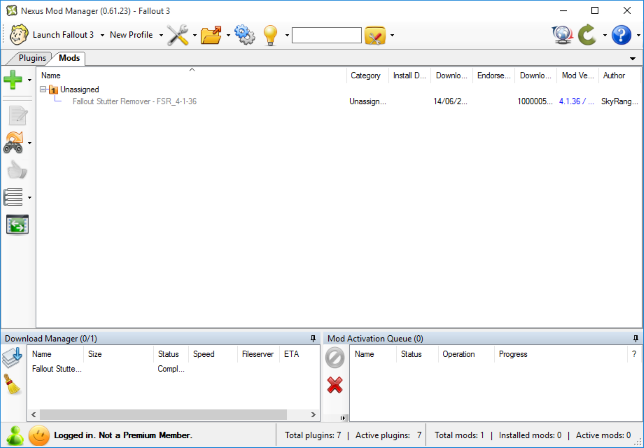 Nexus Mod Manager (0.61.23) - Fallout 3
Launch Fallout 3 New Profile
Plugins Mods
Name Category Install D... Downlo... Endorse... Downlo... Mod Ve... Author
1 Unassigned
Fallout Stutter Remover - FSR_4-1-36 Unassign... 14/06/2... 1000005... 4.1.36 / ... SkyRang...
Download Manager (0/1) Mod Activation Queue (0)
Name Size Status Speed Fileserver ETA Name Status Operation Progress ?
Fallout Stutte... Compl...
Logged in. Not a Premium Member. Total plugins: 7 | Active plugins: 7 Total mods: 1 | Installed mods: 0 | Active mods: 0